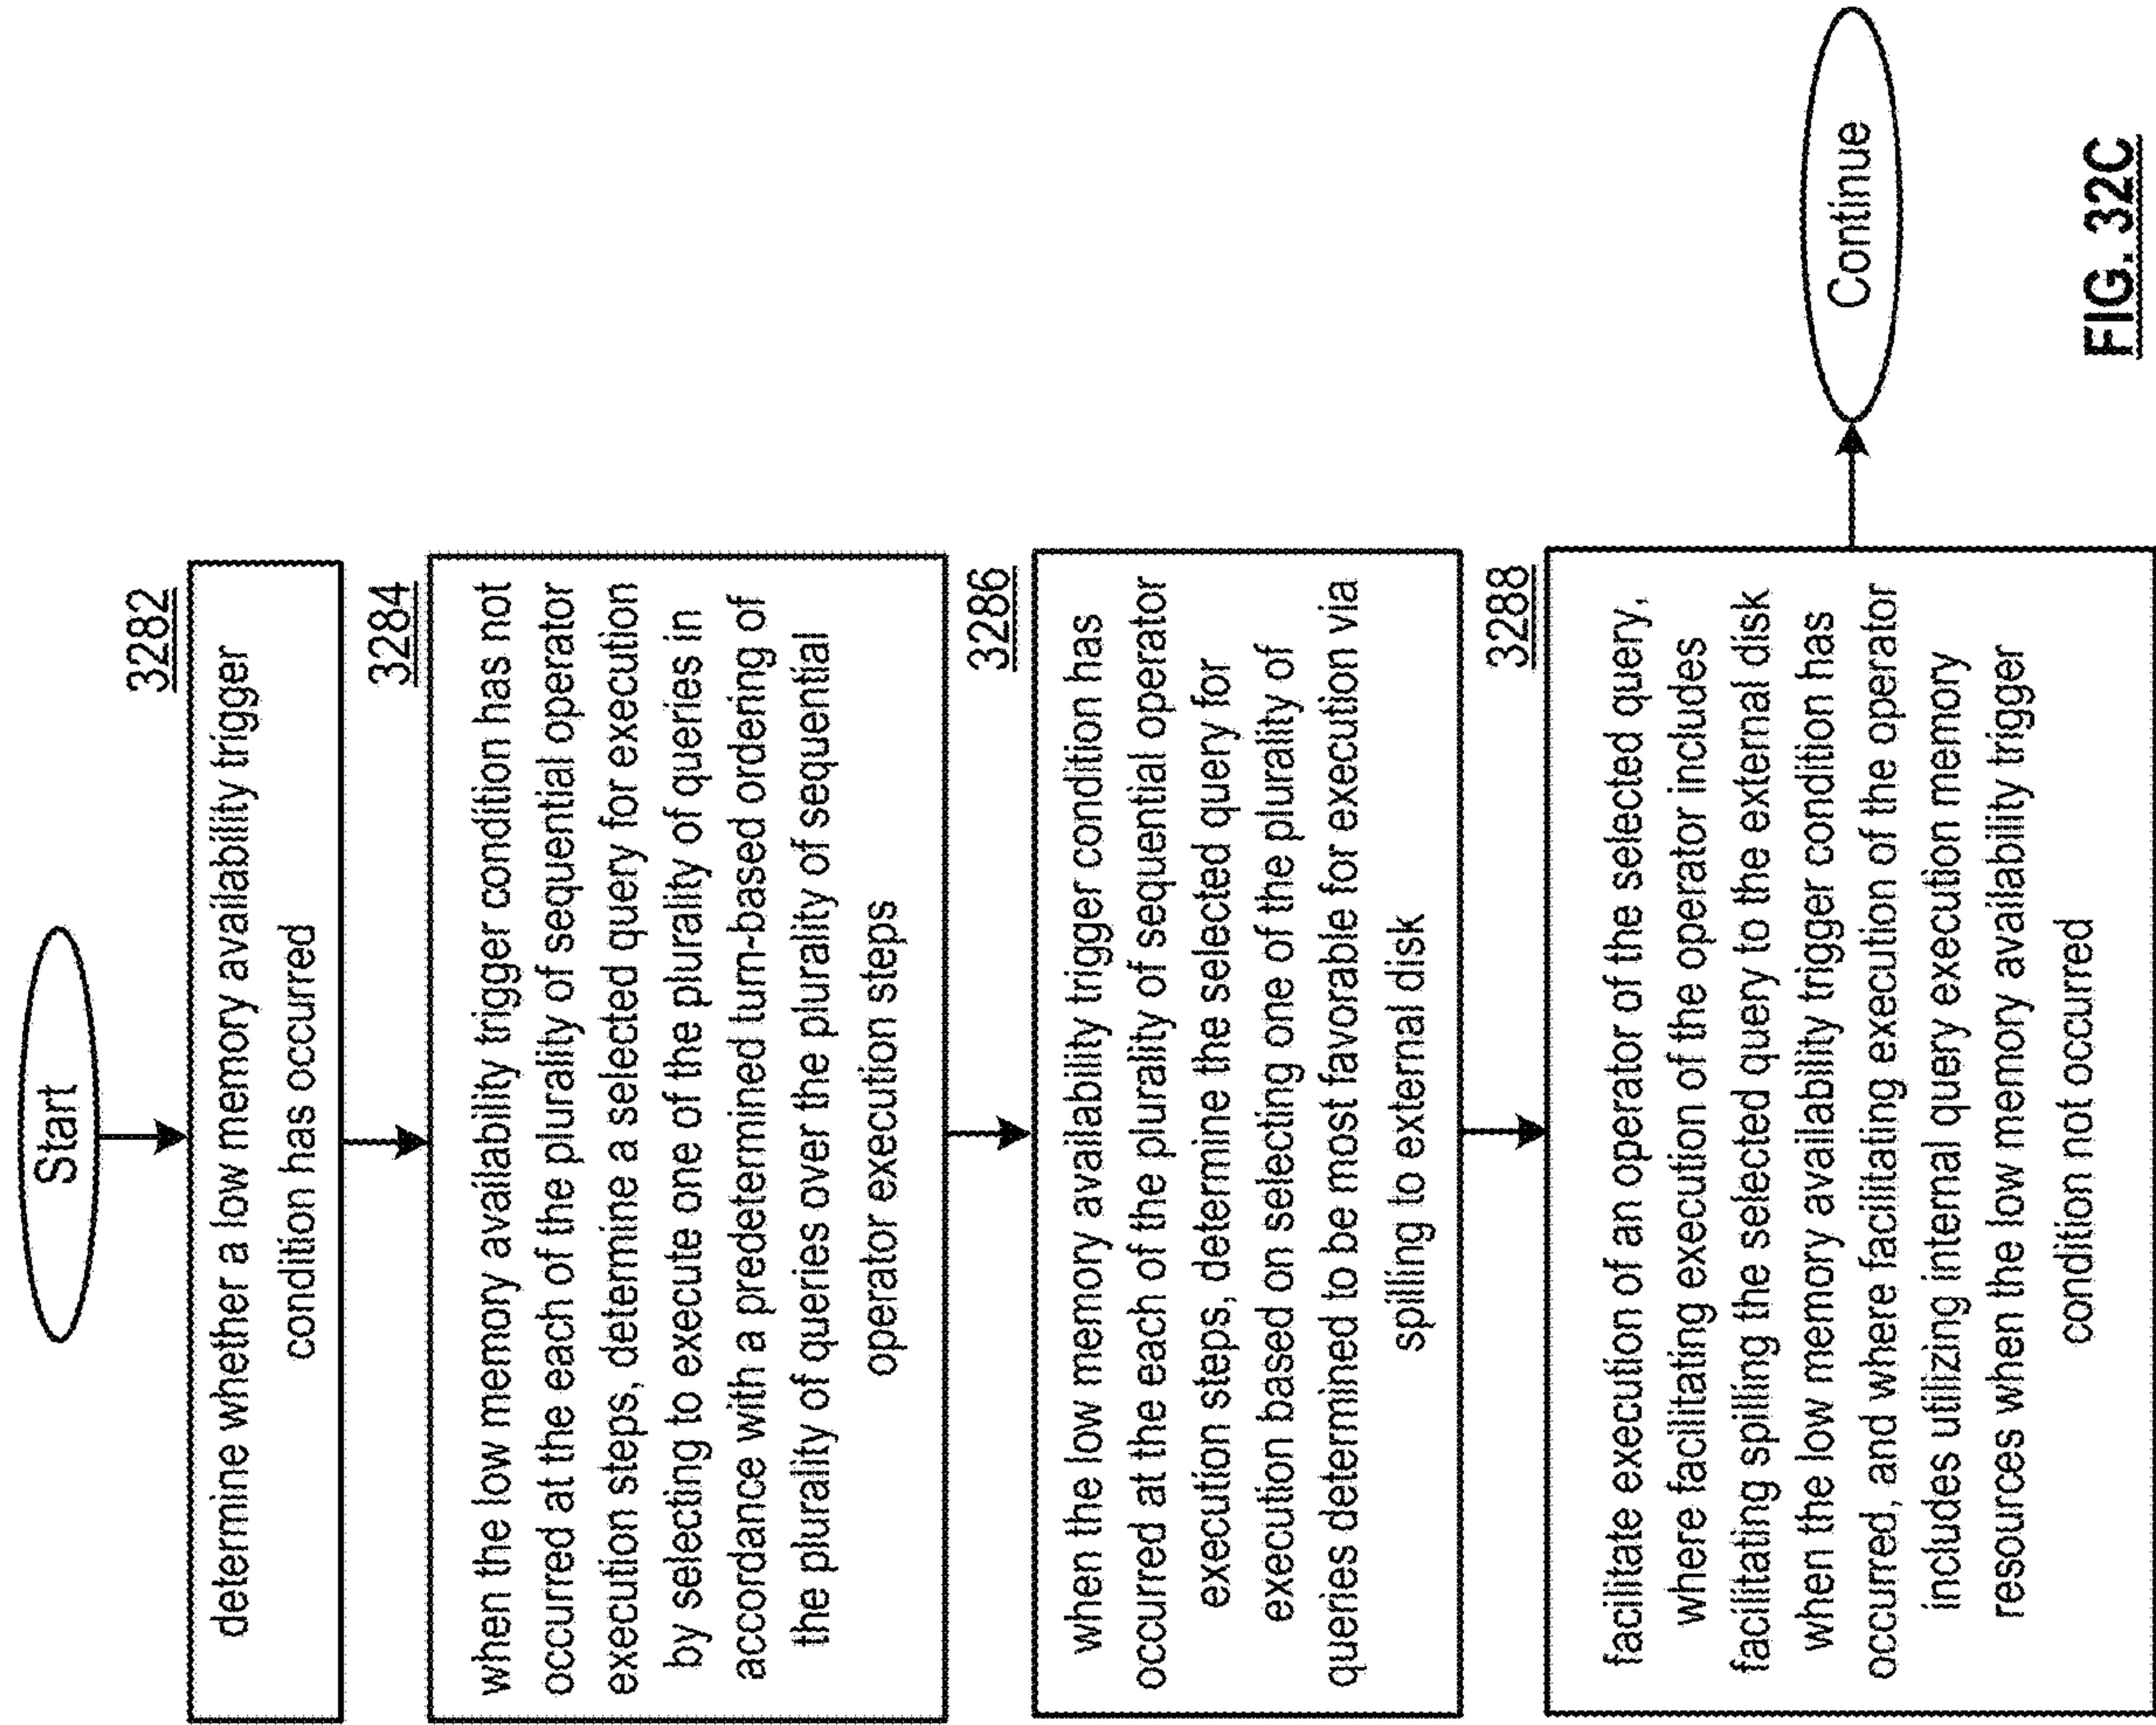 Start
3282
determine whether a low memory availability trigger
condition has occurred
3284
when the low memory availability trigger condition has not
occurred at the each of the plurality of sequential operator
execution steps, determine a selected query for execution
by selecting to execute one of the plurality of queries in
accordance with a predetermined turn-based ordering of
the plurality of queries over the plurality of sequential
operator execution steps
3286
when the low memory availability trigger condition has
occurred at the each of the plurality of sequential operator
execution steps, determine the selected query for
execution based on selecting one of the plurality of
queries determined to be most favorable for execution via
spilling to external disk
3288
facilitate execution of an operator of the selected query,
where facilitating execution of the operator includes
facilitating spilling the selected query to the external disk
when the low memory availability trigger condition has
occurred, and where facilitating execution of the operator
includes utilizing internal query execution memory
resources when the low memory availability trigger
condition not occurred
Continue
FIG. 32C